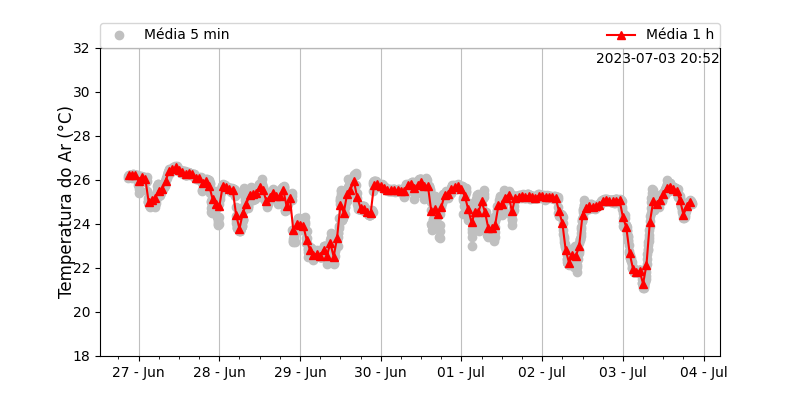 Média 5 min
Média 1 h
2023-07-03 20:52
Temperatura do Ar (°C)
32
30
28
26
24
22
20
18
27 - Jun
28 - Jun
29 - Jun
30 - Jun
01 - Jul
02 - Jul
03 - Jul
04 - Jul